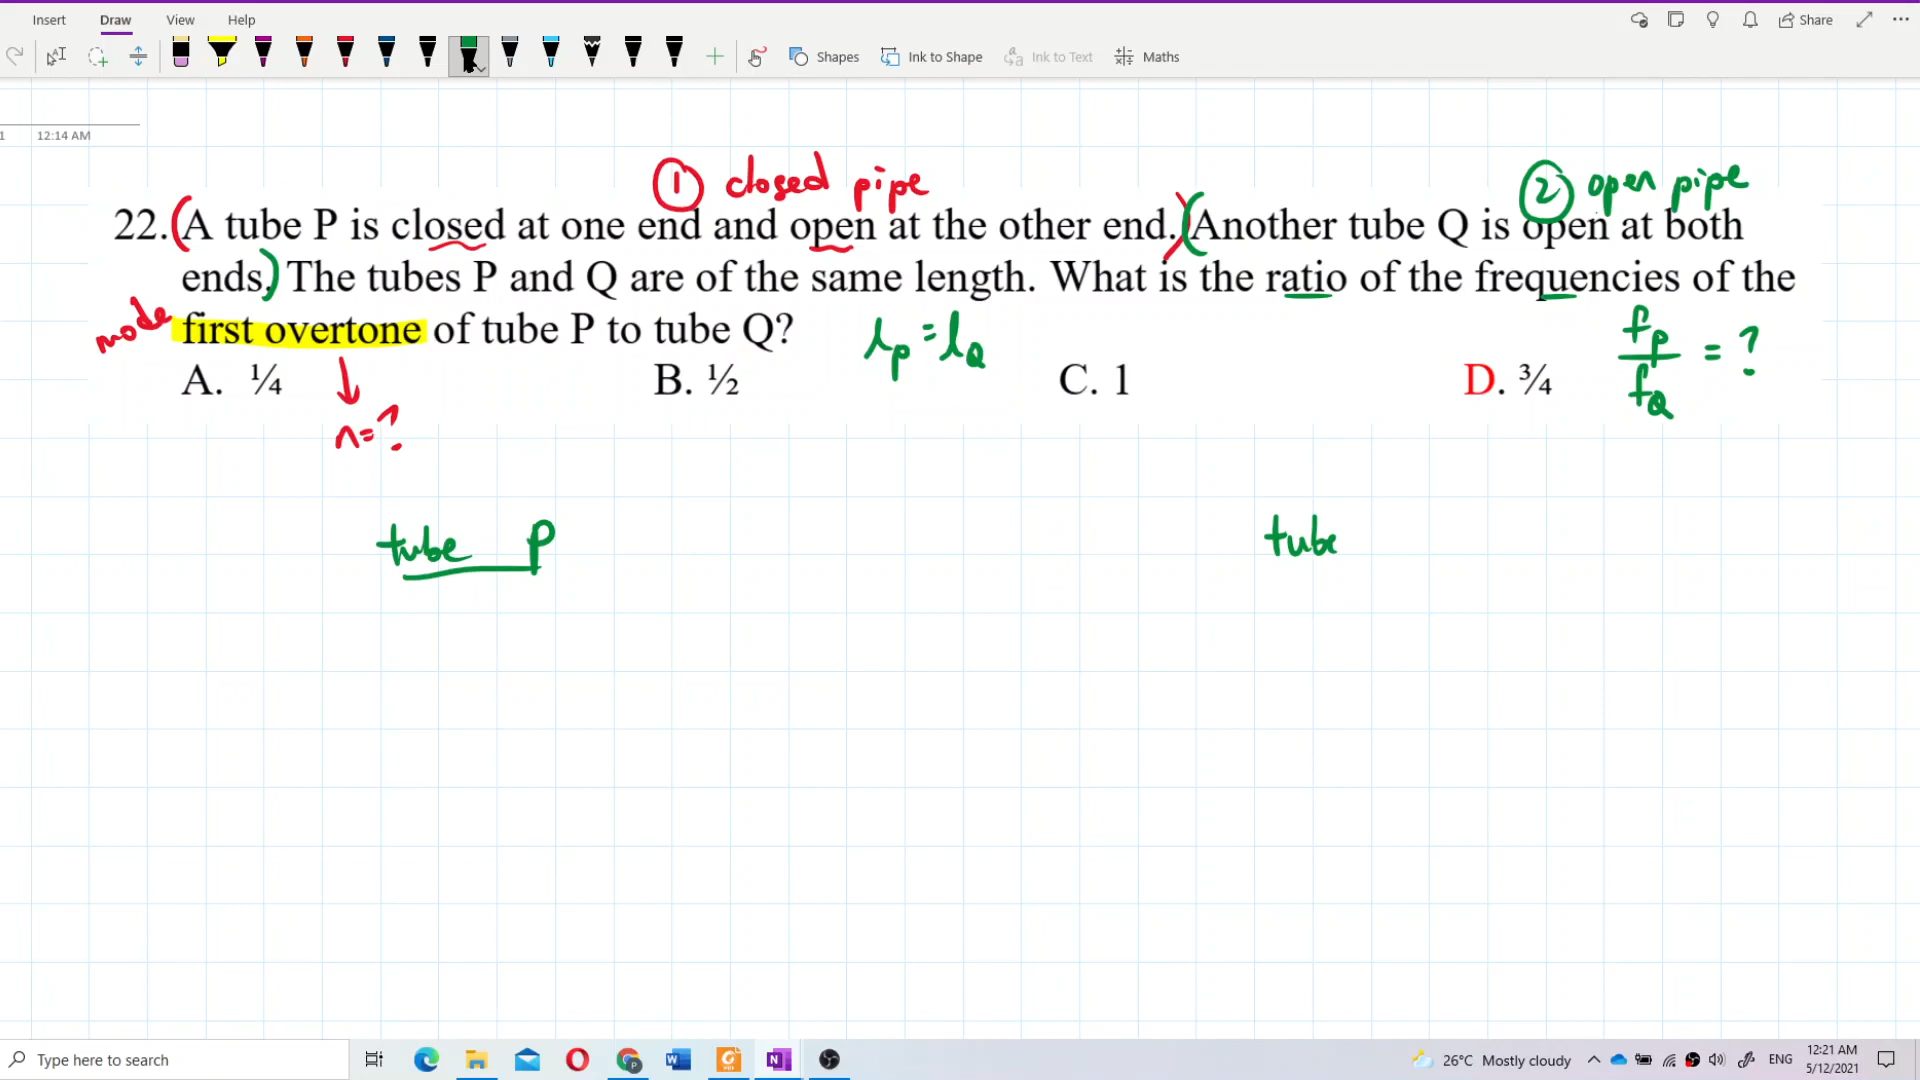 Insert Draw View Help Share
Shapes Ink to Shape Ink to Text Maths
1 12:14 AM
① closed pipe ② open pipe
22. (A tube P is closed at one end and open at the other end.) (Another tube Q is open at both
ends.) The tubes P and Q are of the same length. What is the ratio of the frequencies of the
mode first overtone of tube P to tube Q? lp = lQ fp/fQ = ?
A. ¼ B. ½ C. 1 D. ¾
n=?
tube P tube
Type here to search 26°C Mostly cloudy ENG 12:21 AM
5/12/2021